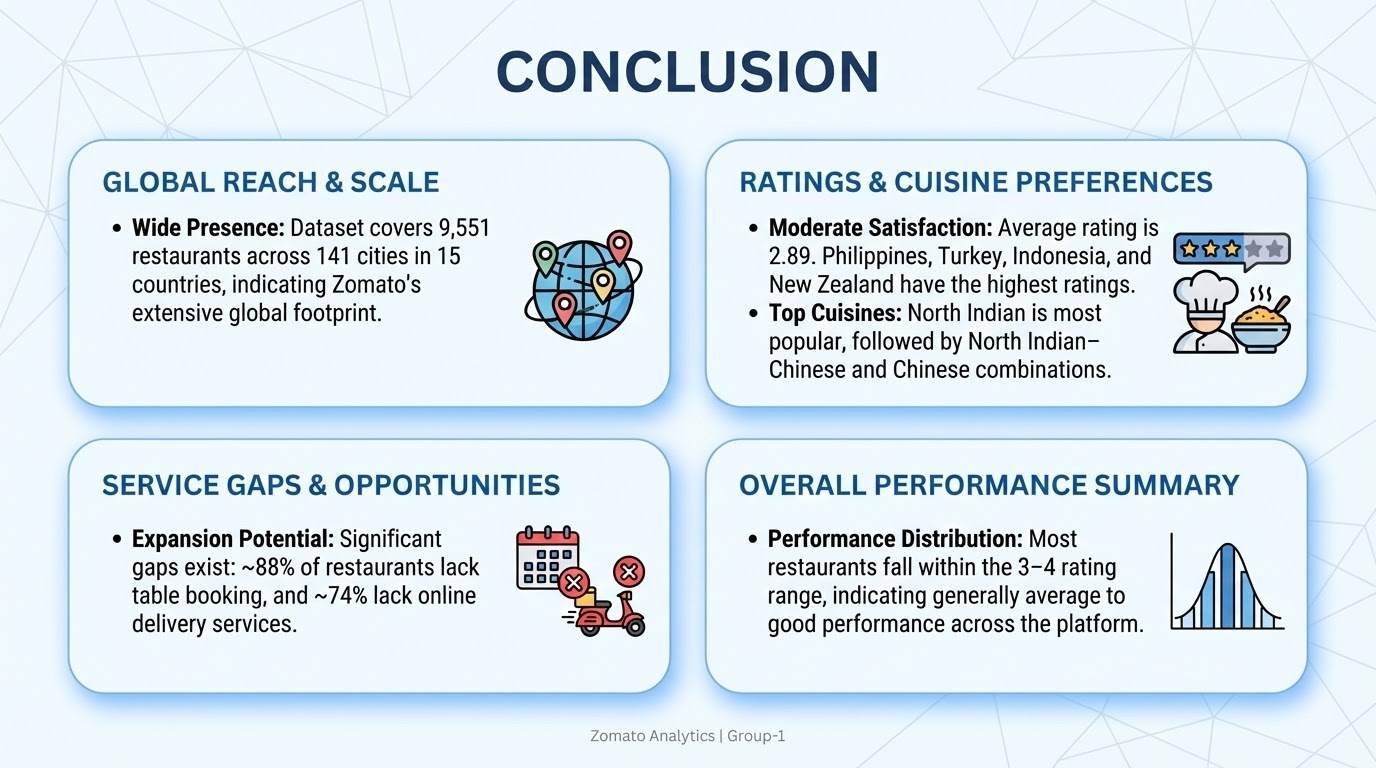 CONCLUSION
GLOBAL REACH & SCALE
• Wide Presence: Dataset covers 9,551
restaurants across 141 cities in 15
countries, indicating Zomato's
extensive global footprint.
RATINGS & CUISINE PREFERENCES
• Moderate Satisfaction: Average rating is
2.89. Philippines, Turkey, Indonesia, and
New Zealand have the highest ratings.
• Top Cuisines: North Indian is most
popular, followed by North Indian–
Chinese and Chinese combinations.
SERVICE GAPS & OPPORTUNITIES
• Expansion Potential: Significant
gaps exist: ~88% of restaurants lack
table booking, and ~74% lack online
delivery services.
OVERALL PERFORMANCE SUMMARY
• Performance Distribution: Most
restaurants fall within the 3–4 rating
range, indicating generally average to
good performance across the platform.
Zomato Analytics | Group-1